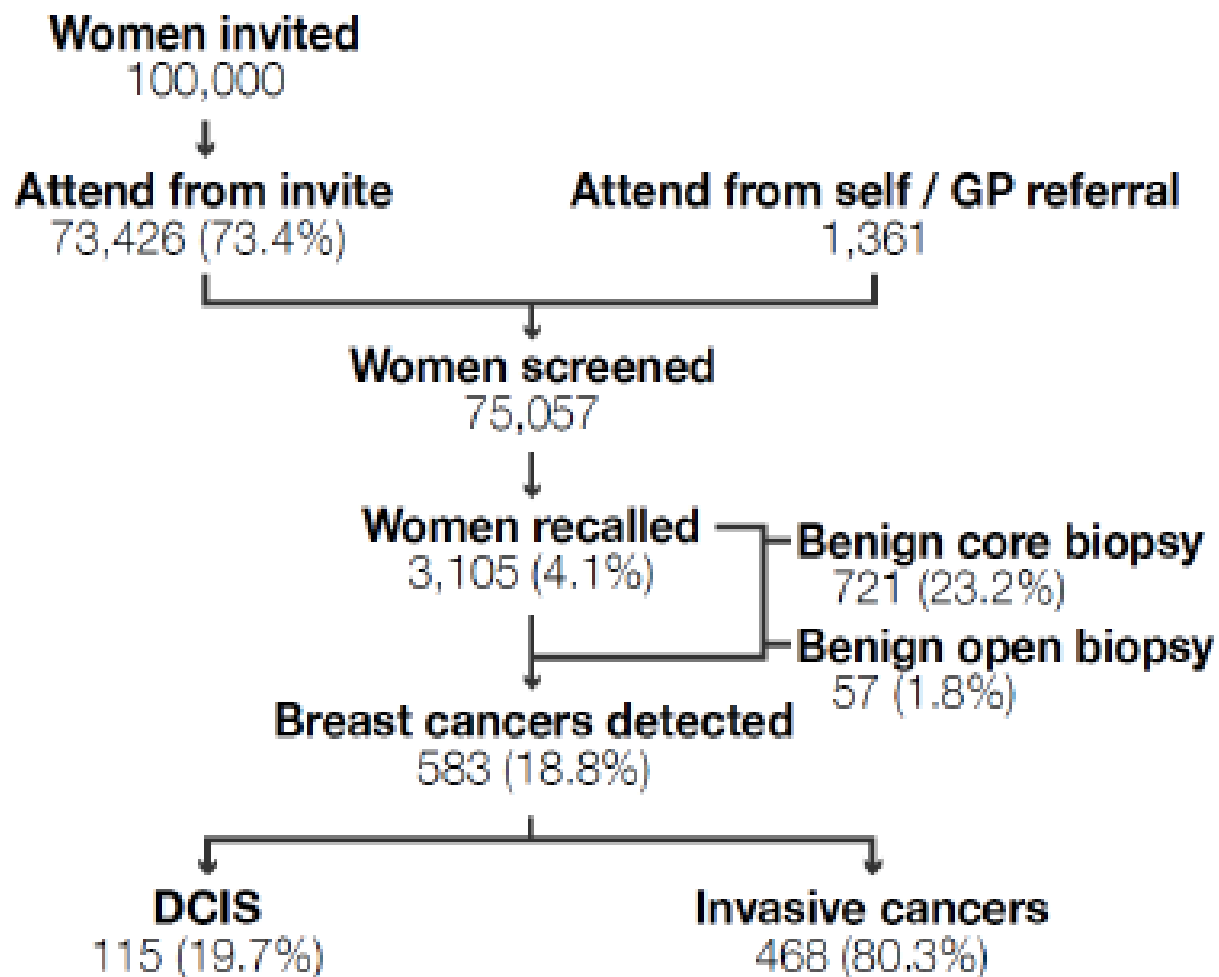 Women invited
100,000
Attend from invite
73,426 (73.4%)
Attend from self / GP referral
1,361
Women screened
75,057
Women recalled
3,105 (4.1%)
Benign core biopsy
721 (23.2%)
Benign open biopsy
57 (1.8%)
Breast cancers detected
583 (18.8%)
DCIS
115 (19.7%)
Invasive cancers
468 (80.3%)